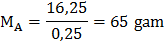 M_A = 16,25 / 0,25 = 65 gam